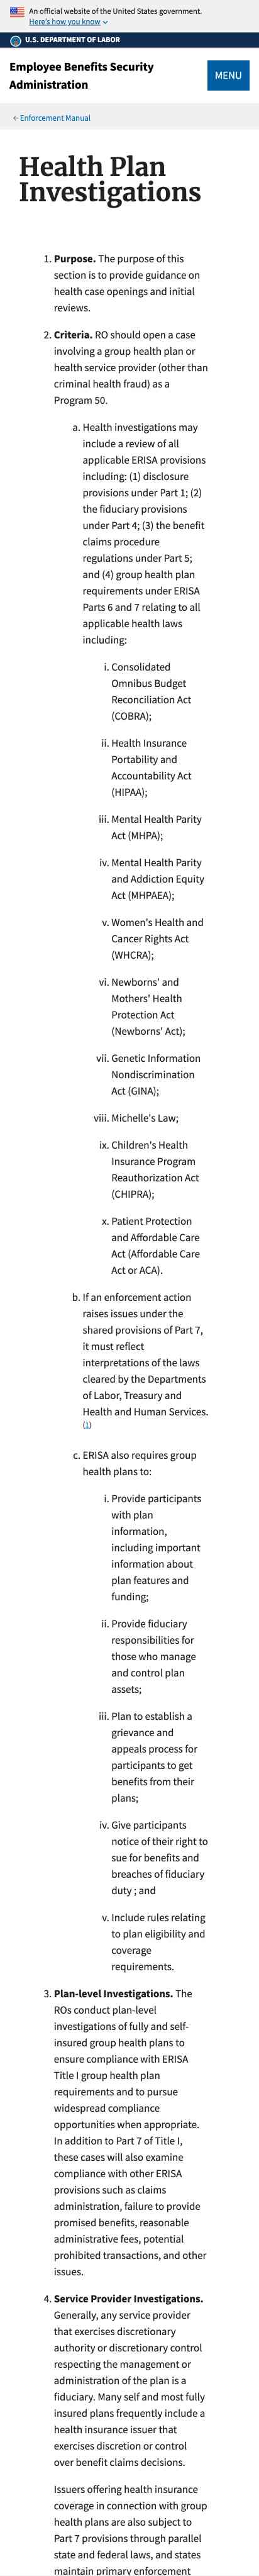 An official website of the United States government.
Here's how you know
U.S. DEPARTMENT OF LABOR
Employee Benefits Security
Administration
MENU
← Enforcement Manual
Health Plan
Investigations
1. Purpose. The purpose of this
section is to provide guidance on
health case openings and initial
reviews.
2. Criteria. RO should open a case
involving a group health plan or
health service provider (other than
criminal health fraud) as a
Program 50.
a. Health investigations may
include a review of all
applicable ERISA provisions
including: (1) disclosure
provisions under Part 1; (2)
the fiduciary provisions
under Part 4; (3) the benefit
claims procedure
regulations under Part 5;
and (4) group health plan
requirements under ERISA
Parts 6 and 7 relating to all
applicable health laws
including:
i. Consolidated
Omnibus Budget
Reconciliation Act
(COBRA);
ii. Health Insurance
Portability and
Accountability Act
(HIPAA);
iii. Mental Health Parity
Act (MHPA);
iv. Mental Health Parity
and Addiction Equity
Act (MHPAEA);
v. Women's Health and
Cancer Rights Act
(WHCRA);
vi. Newborns' and
Mothers' Health
Protection Act
(Newborns' Act);
vii. Genetic Information
Nondiscrimination
Act (GINA);
viii. Michelle's Law;
ix. Children's Health
Insurance Program
Reauthorization Act
(CHIPRA);
x. Patient Protection
and Affordable Care
Act (Affordable Care
Act or ACA).
b. If an enforcement action
raises issues under the
shared provisions of Part 7,
it must reflect
interpretations of the laws
cleared by the Departments
of Labor, Treasury and
Health and Human Services.
(1)
c. ERISA also requires group
health plans to:
i. Provide participants
with plan
information,
including important
information about
plan features and
funding;
ii. Provide fiduciary
responsibilities for
those who manage
and control plan
assets;
iii. Plan to establish a
grievance and
appeals process for
participants to get
benefits from their
plans;
iv. Give participants
notice of their right to
sue for benefits and
breaches of fiduciary
duty ; and
v. Include rules relating
to plan eligibility and
coverage
requirements.
3. Plan-level Investigations. The
ROs conduct plan-level
investigations of fully and self-
insured group health plans to
ensure compliance with ERISA
Title I group health plan
requirements and to pursue
widespread compliance
opportunities when appropriate.
In addition to Part 7 of Title I,
these cases will also examine
compliance with other ERISA
provisions such as claims
administration, failure to provide
promised benefits, reasonable
administrative fees, potential
prohibited transactions, and other
issues.
4. Service Provider Investigations.
Generally, any service provider
that exercises discretionary
authority or discretionary control
respecting the management or
administration of the plan is a
fiduciary. Many self and most fully
insured plans frequently include a
health insurance issuer that
exercises discretion or control
over benefit claims decisions.
Issuers offering health insurance
coverage in connection with group
health plans are also subject to
Part 7 provisions through parallel
state and federal laws, and states
maintain primary enforcement